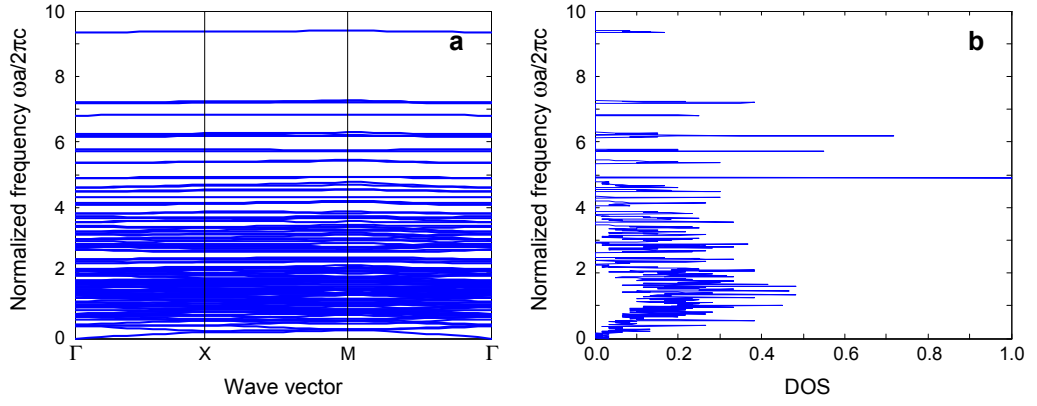 a
Normalized frequency ωa/2πc
10
8
6
4
2
0
Γ X M Γ
Wave vector
b
Normalized frequency ωa/2πc
10
8
6
4
2
0
0.0 0.2 0.4 0.6 0.8 1.0
DOS